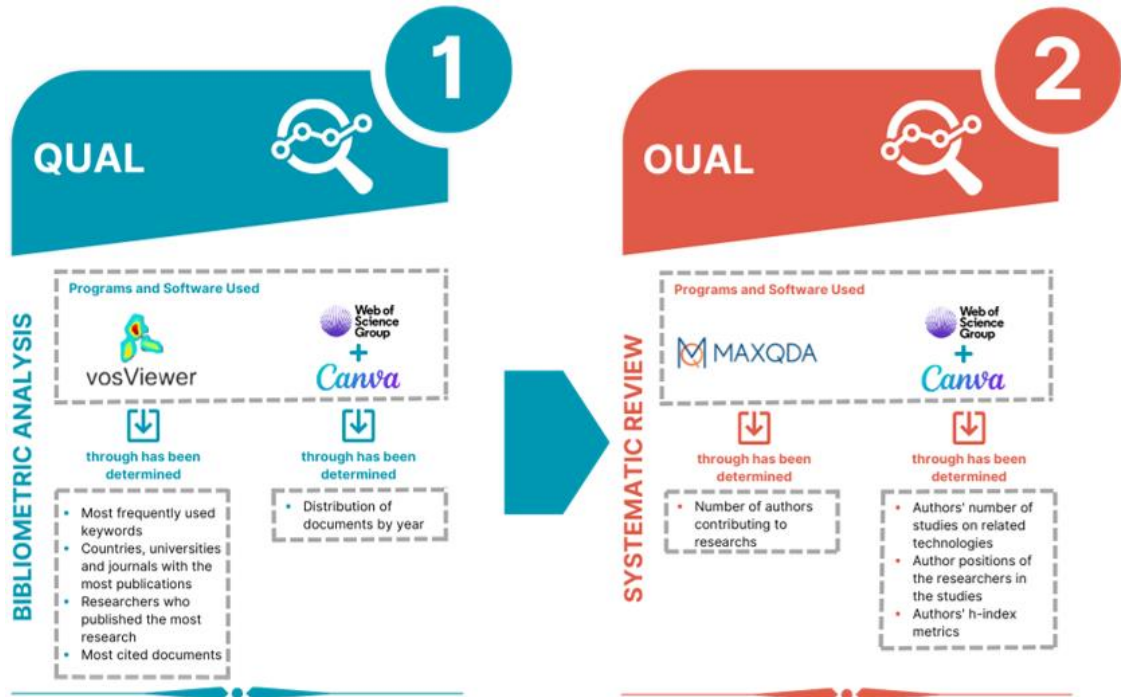 1
QUAL
BIBLIOMETRIC ANALYSIS
Programs and Software Used
vosViewer
Web of
Science
Group
+
Canva
through has been
determined
• Most frequently used
keywords
• Countries, universities
and journals with the
most publications
• Researchers who
published the most
research
• Most cited documents
through has been
determined
• Distribution of
documents by year
2
OUAL
SYSTEMATIC REVIEW
Programs and Software Used
MAXQDA
Web of
Science
Group
+
Canva
through has been
determined
• Number of authors
contributing to
researchs
through has been
determined
• Authors' number of
studies on related
technologies
• Author positions of
the researchers in
the studies
• Authors' h-index
metrics